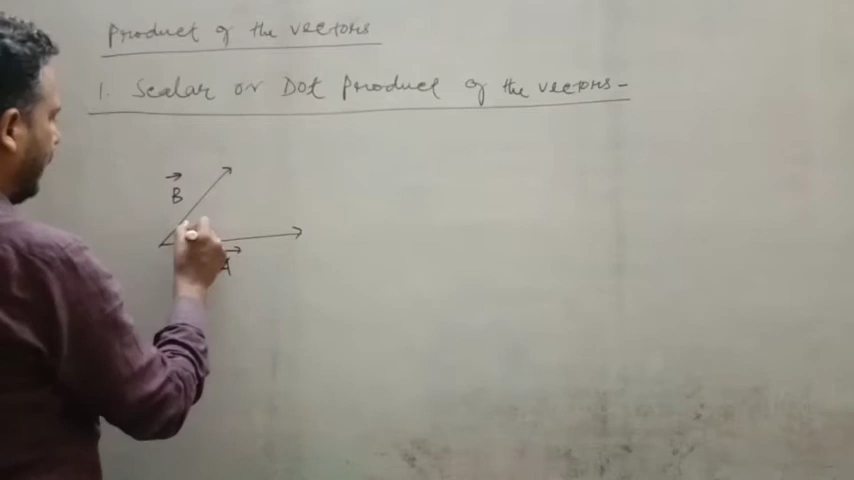 Product of the vectors
1. Scalar or Dot Product of the vectors -
B
A